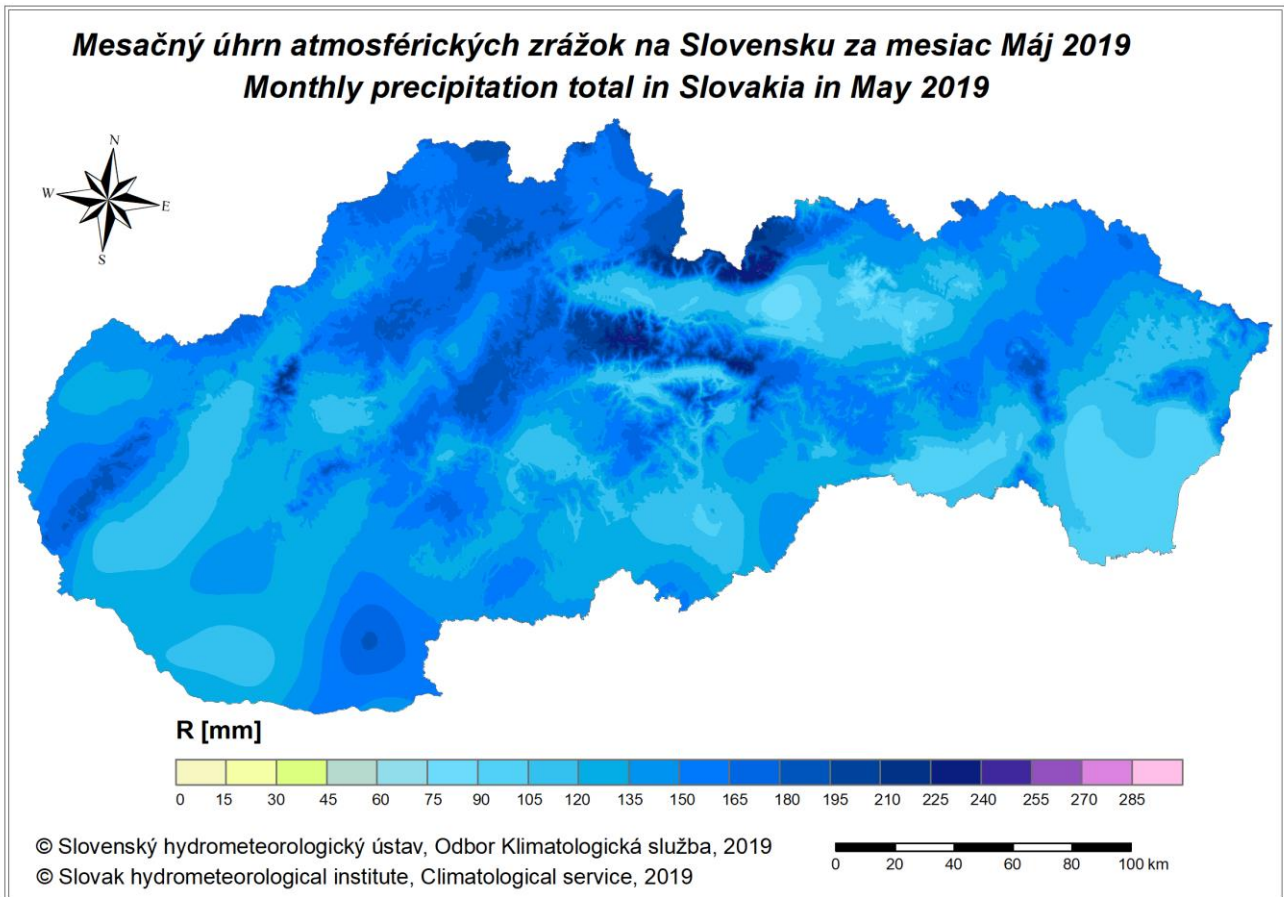 Mesačný úhrn atmosférických zrážok na Slovensku za mesiac Máj 2019
Monthly precipitation total in Slovakia in May 2019
N
W
E
S
R [mm]
0 15 30 45 60 75 90 105 120 135 150 165 180 195 210 225 240 255 270 285
© Slovenský hydrometeorologický ústav, Odbor Klimatologická služba, 2019
0 20 40 60 80 100 km
© Slovak hydrometeorological institute, Climatological service, 2019